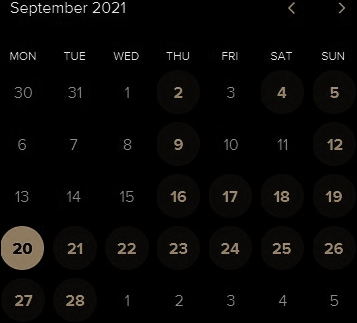 September 2021
MON TUE WED THU FRI SAT SUN
30 31 1 2 3 4 5
6 7 8 9 10 11 12
13 14 15 16 17 18 19
20 21 22 23 24 25 26
27 28 1 2 3 4 5